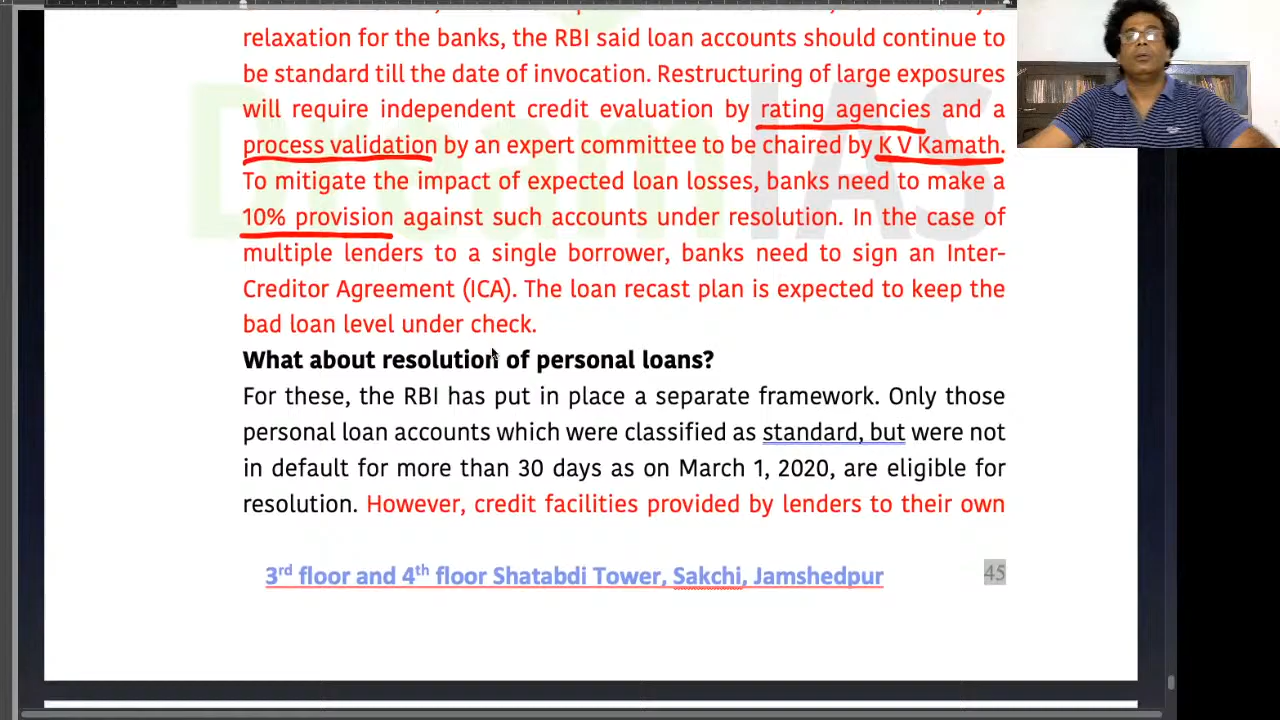 relaxation for the banks, the RBI said loan accounts should continue to
be standard till the date of invocation. Restructuring of large exposures
will require independent credit evaluation by rating agencies and a
process validation by an expert committee to be chaired by K V Kamath.
To mitigate the impact of expected loan losses, banks need to make a
10% provision against such accounts under resolution. In the case of
multiple lenders to a single borrower, banks need to sign an Inter-
Creditor Agreement (ICA). The loan recast plan is expected to keep the
bad loan level under check.
What about resolution of personal loans?
For these, the RBI has put in place a separate framework. Only those
personal loan accounts which were classified as standard, but were not
in default for more than 30 days as on March 1, 2020, are eligible for
resolution. However, credit facilities provided by lenders to their own
3rd floor and 4th floor Shatabdi Tower, Sakchi, Jamshedpur
45